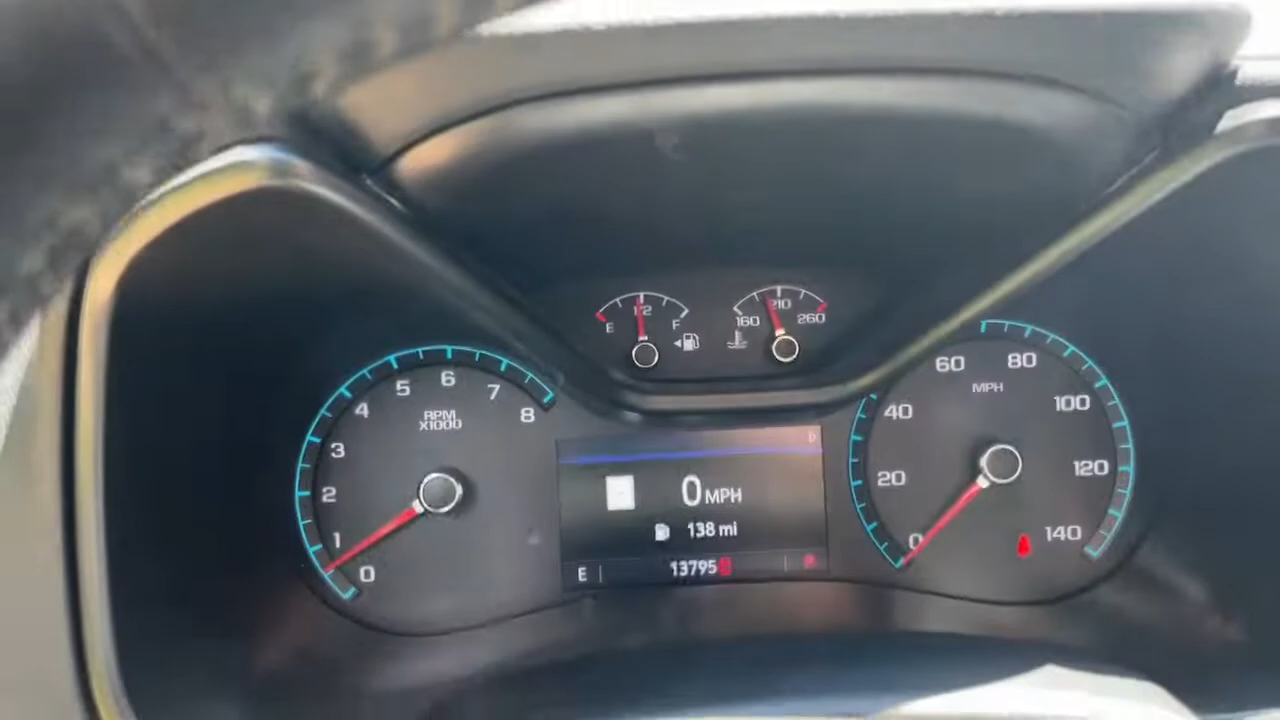 E 1/2 F
160 210 260
0 1 2 3 4 5 6 7 8
RPM
X1000
0 20 40 60 80 100 120 140
MPH
0 MPH
138 mi
E 13795